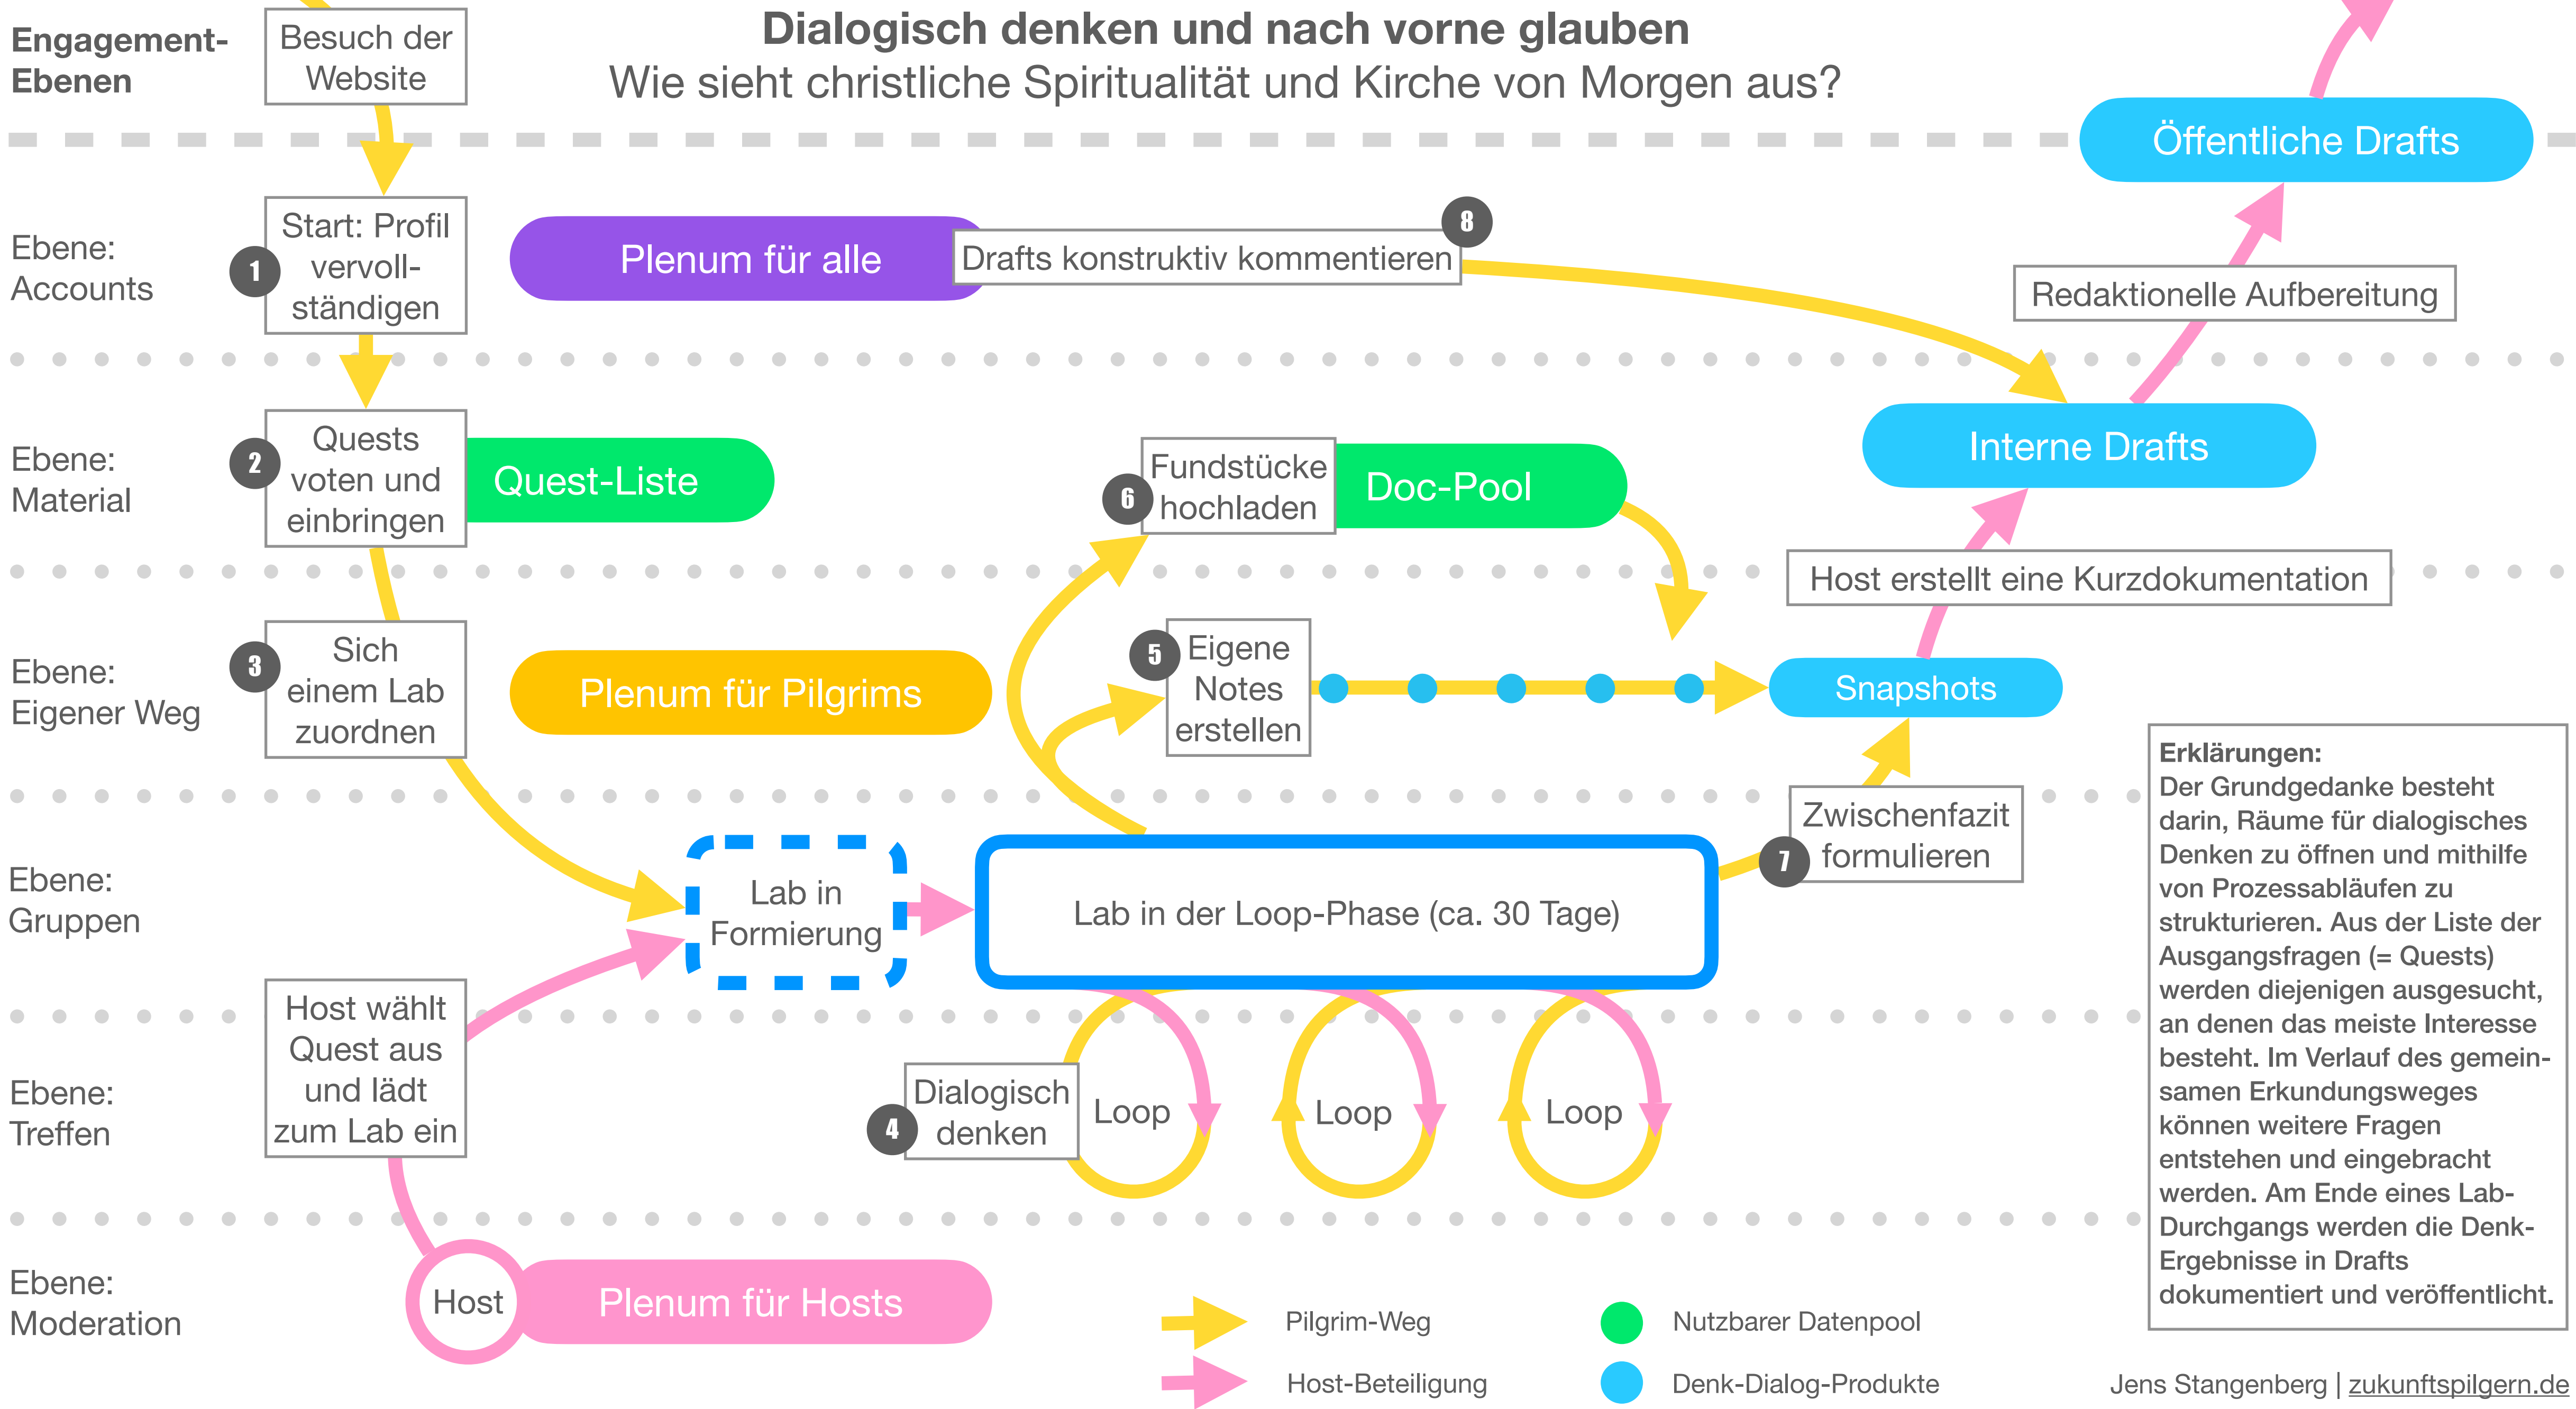 Dialogisch denken und nach vorne glauben
Wie sieht christliche Spiritualität und Kirche von Morgen aus?
Engagement-
Ebenen
Besuch der
Website
Öffentliche Drafts
Ebene:
Accounts
1
Start: Profil
vervoll-
ständigen
Plenum für alle
Drafts konstruktiv kommentieren
8
Redaktionelle Aufbereitung
Ebene:
Material
2
Quests
voten und
einbringen
Quest-Liste
6
Fundstücke
hochladen
Doc-Pool
Interne Drafts
Host erstellt eine Kurzdokumentation
Ebene:
Eigener Weg
3
Sich
einem Lab
zuordnen
Plenum für Pilgrims
5
Eigene
Notes
erstellen
Snapshots
Ebene:
Gruppen
Lab in
Formierung
Lab in der Loop-Phase (ca. 30 Tage)
7
Zwischenfazit
formulieren
Ebene:
Treffen
Host wählt
Quest aus
und lädt
zum Lab ein
4
Dialogisch
denken
Loop
Loop
Loop
Ebene:
Moderation
Host
Plenum für Hosts
Erklärungen:
Der Grundgedanke besteht
darin, Räume für dialogisches
Denken zu öffnen und mithilfe
von Prozessabläufen zu
strukturieren. Aus der Liste der
Ausgangsfragen (= Quests)
werden diejenigen ausgesucht,
an denen das meiste Interesse
besteht. Im Verlauf des gemein-
samen Erkundungsweges
können weitere Fragen
entstehen und eingebracht
werden. Am Ende eines Lab-
Durchgangs werden die Denk-
Ergebnisse in Drafts
dokumentiert und veröffentlicht.
Pilgrim-Weg
Host-Beteiligung
Nutzbarer Datenpool
Denk-Dialog-Produkte
Jens Stangenberg | zukunftspilgern.de